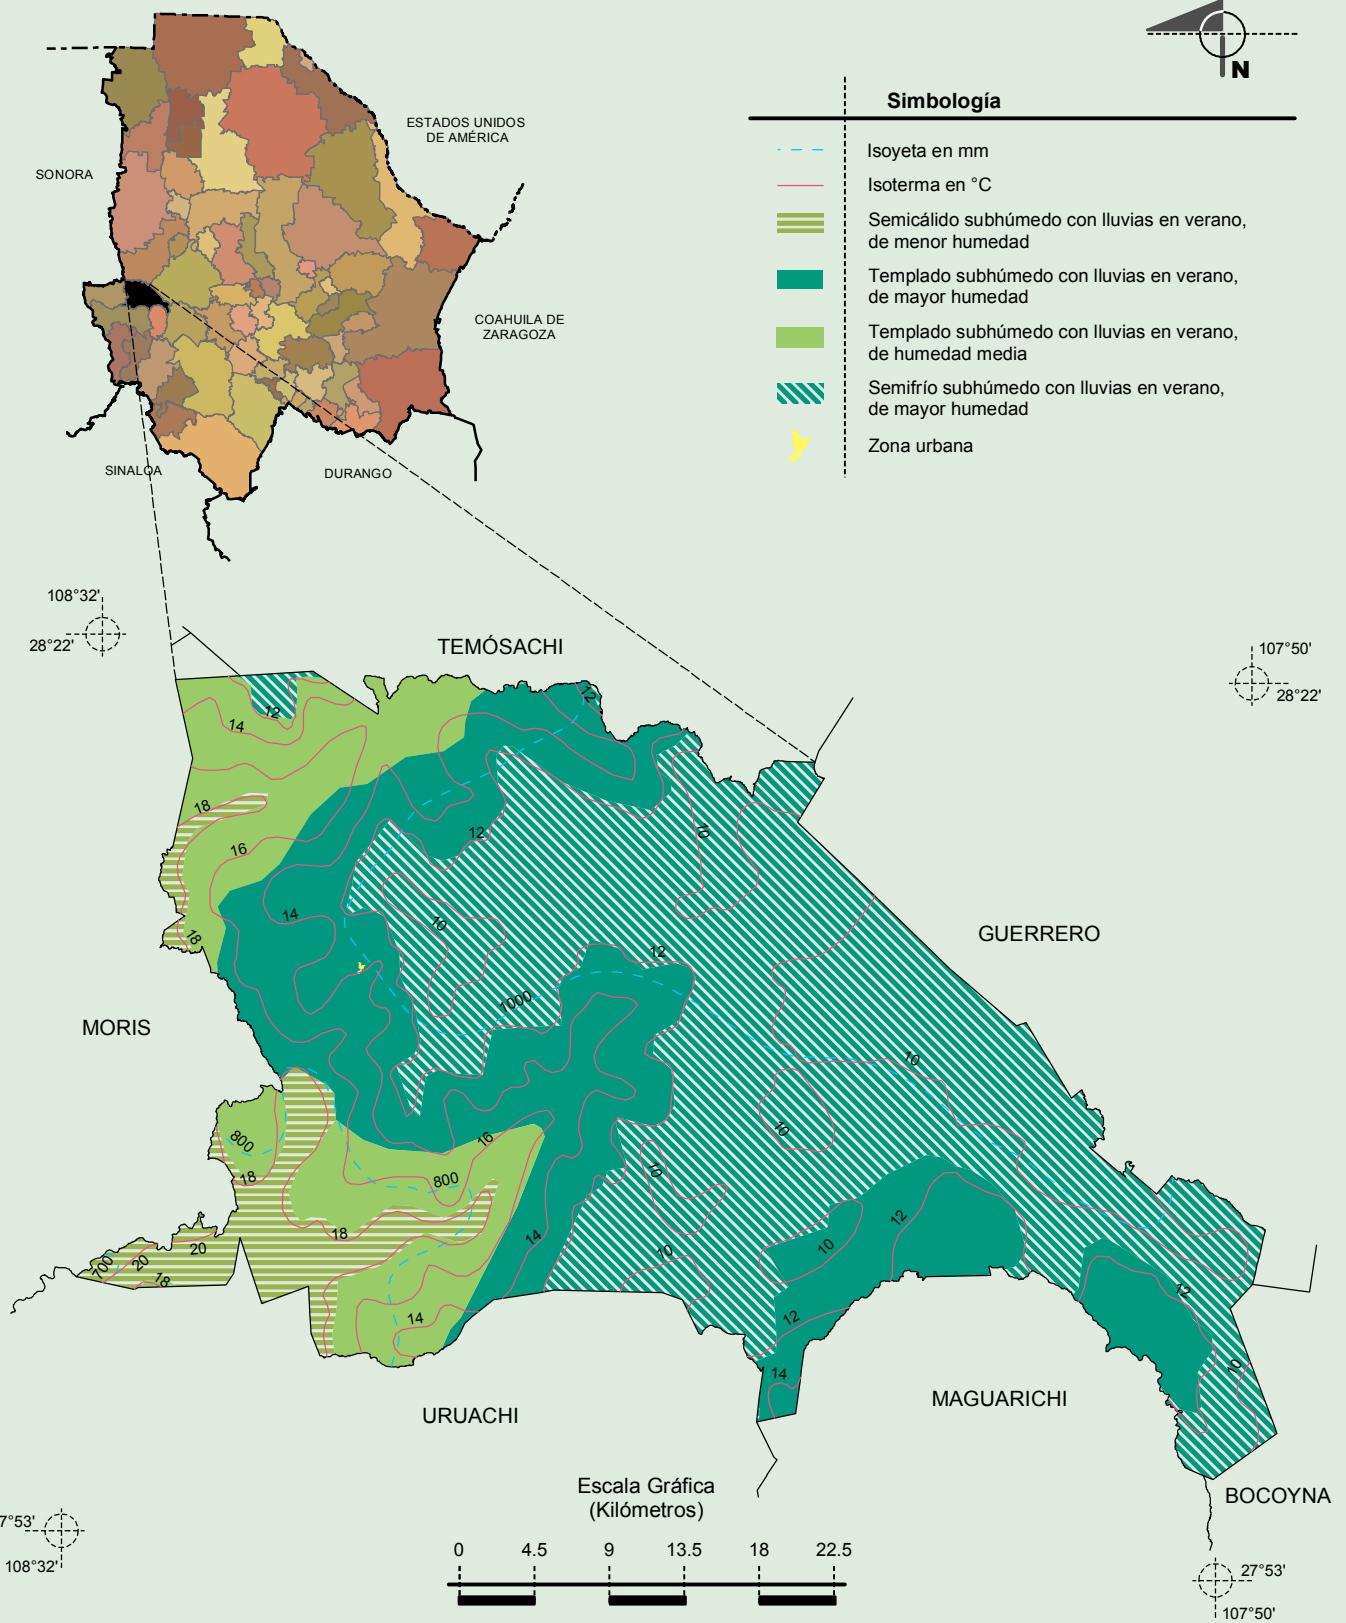 N
Simbología
Isoyeta en mm
Isoterma en °C
Semicálido subhúmedo con lluvias en verano,
de menor humedad
Templado subhúmedo con lluvias en verano,
de mayor humedad
Templado subhúmedo con lluvias en verano,
de humedad media
Semifrío subhúmedo con lluvias en verano,
de mayor humedad
Zona urbana
ESTADOS UNIDOS
DE AMÉRICA
SONORA
COAHUILA DE
ZARAGOZA
SINALOA
DURANGO
108°32'
28°22'
107°50'
28°22'
TEMÓSACHI
12
12
14
18
10
12
16
14
10
18
12
GUERRERO
1000
MORIS
10
10
800
16
10
18
800
12
18
14
20
10
10
700
20
18
12
14
12
10
14
MAGUARICHI
URUACHI
BOCOYNA
Escala Gráfica
(Kilómetros)
0 4.5 9 13.5 18 22.5
7°53'
108°32'
27°53'
107°50'